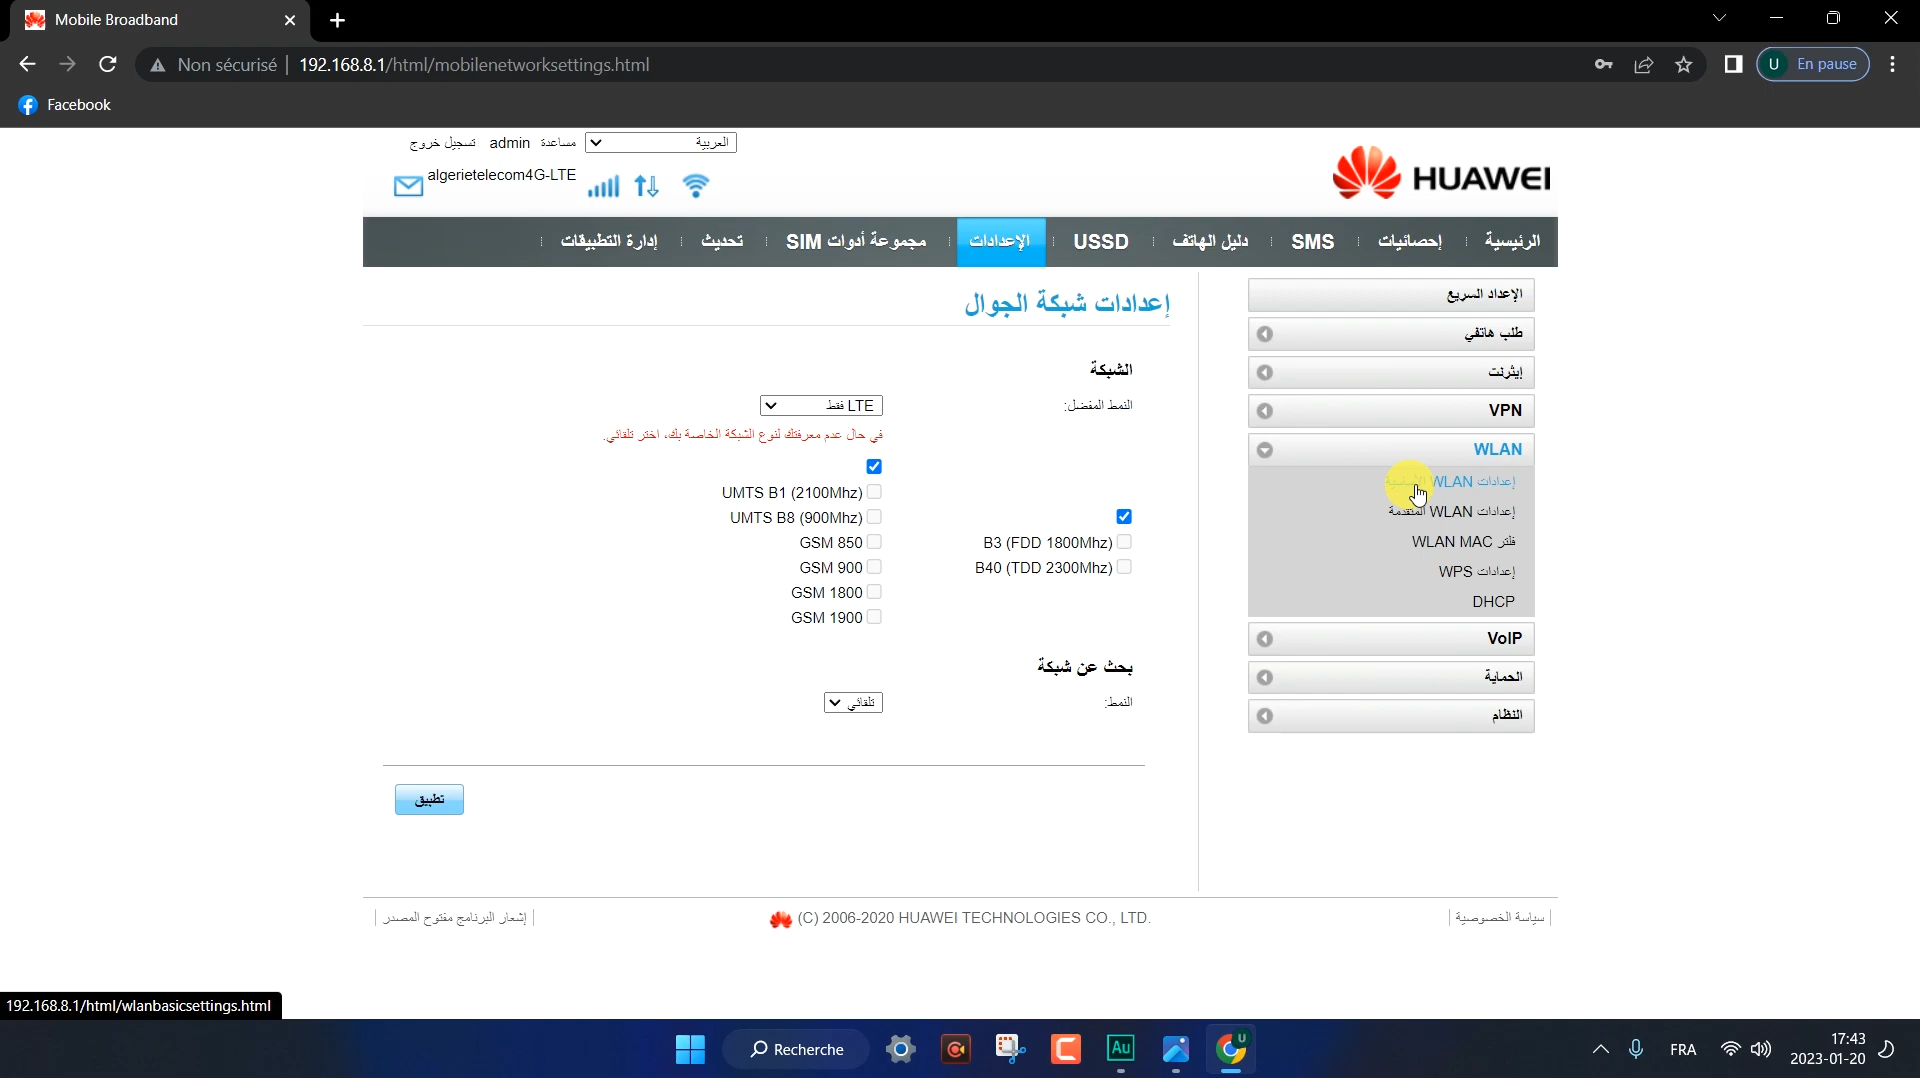 Mobile Broadband
Non sécurisé | 192.168.8.1/html/mobilenetworksettings.html
U En pause
Facebook
العربية مساعدة admin تسجيل خروج
algerietelecom4G-LTE
HUAWEI
الرئيسية إحصائيات SMS دليل الهاتف USSD الإعدادات مجموعة أدوات SIM تحديث إدارة التطبيقات
الإعداد السريع
طلب هاتفي
إيثرنت
VPN
WLAN
إعدادات WLAN
إعدادات WLAN المتقدمة
فلتر WLAN MAC
إعدادات WPS
DHCP
VoIP
الحماية
النظام
إعدادات شبكة الجوال
الشبكة
النمط المفضل: LTE فقط
في حال عدم معرفتك لنوع الشبكة الخاصة بك، اختر تلقائي.
UMTS B1 (2100Mhz)
UMTS B8 (900Mhz)
B3 (FDD 1800Mhz) GSM 850
B40 (TDD 2300Mhz) GSM 900
GSM 1800
GSM 1900
بحث عن شبكة
النمط: تلقائي
تطبيق
سياسة الخصوصية (C) 2006-2020 HUAWEI TECHNOLOGIES CO., LTD. إشعار البرنامج مفتوح المصدر
192.168.8.1/html/wlanbasicsettings.html
Recherche
Au
U
FRA
17:43
2023-01-20